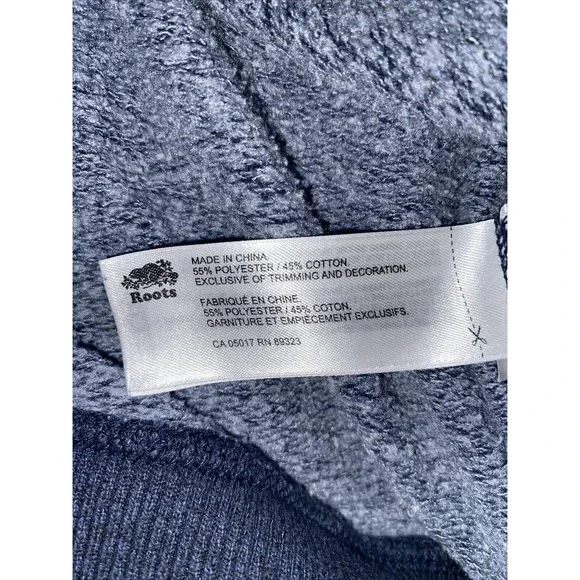 Roots
MADE IN CHINA.
55% POLYESTER / 45% COTTON.
EXCLUSIVE OF TRIMMING AND DECORATION.
FABRIQUÉ EN CHINE.
55% POLYESTER / 45% COTON.
GARNITURE ET EMPIÈCEMENT EXCLUSIFS.
CA 05017 RN 89323